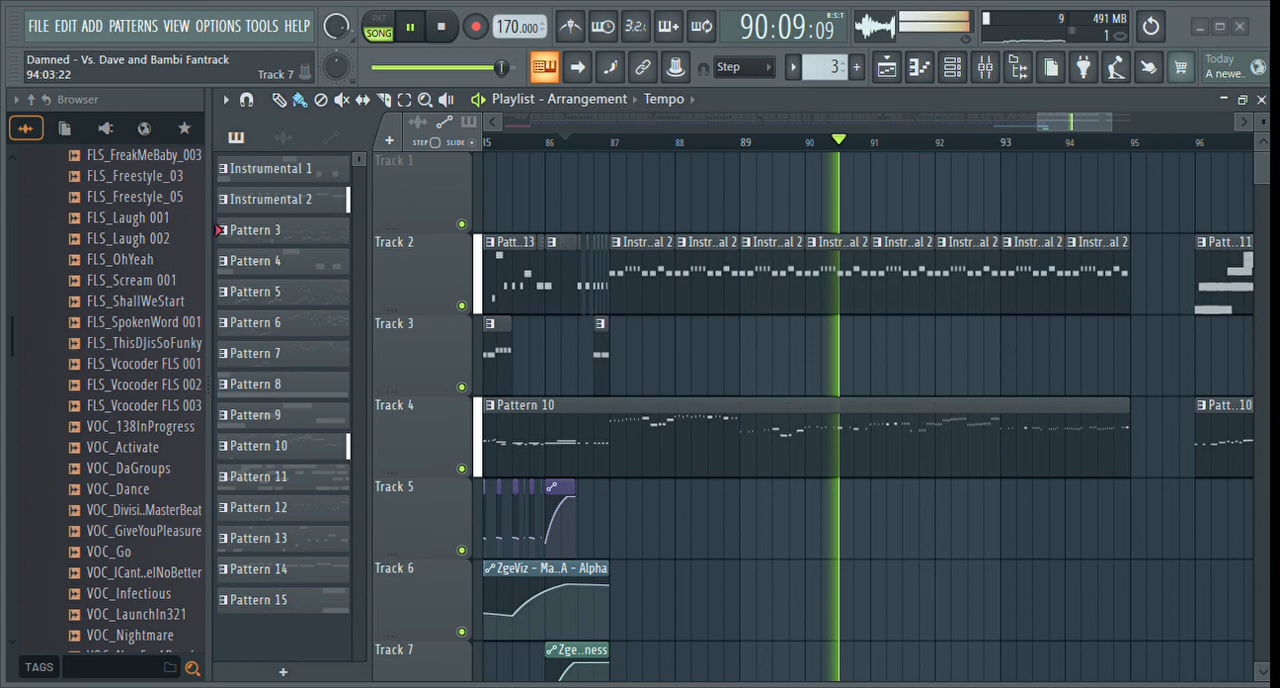 FILE EDIT ADD PATTERNS VIEW OPTIONS TOOLS HELP
PAT
SONG
170.000
3.2.
90:09:09
B:S:T
9
491 MB
1
Damned - Vs. Dave and Bambi Fantrack
94:03:22
Track 7
Step
3
Today
A newe..
Browser
Playlist - Arrangement
Tempo
STEP
SLIDE
85 86 87 88 89 90 91 92 93 94 95 96
FLS_FreakMeBaby_003
FLS_Freestyle_03
FLS_Freestyle_05
FLS_Laugh 001
FLS_Laugh 002
FLS_OhYeah
FLS_Scream 001
FLS_ShallWeStart
FLS_SpokenWord 001
FLS_ThisDJisSoFunky
FLS_Vcocoder FLS 001
FLS_Vcocoder FLS 002
FLS_Vcocoder FLS 003
VOC_138InProgress
VOC_Activate
VOC_DaGroups
VOC_Dance
VOC_Divisi..MasterBeat
VOC_GiveYouPleasure
VOC_Go
VOC_ICant..elNoBetter
VOC_Infectious
VOC_LaunchIn321
VOC_Nightmare
TAGS
Instrumental 1
Instrumental 2
Pattern 3
Pattern 4
Pattern 5
Pattern 6
Pattern 7
Pattern 8
Pattern 9
Pattern 10
Pattern 11
Pattern 12
Pattern 13
Pattern 14
Pattern 15
Track 1
Track 2
Patt..13
Instr..al 2
Instr..al 2
Instr..al 2
Instr..al 2
Instr..al 2
Instr..al 2
Instr..al 2
Instr..al 2
Patt..11
Track 3
Track 4
Pattern 10
Patt..10
Track 5
Track 6
ZgeViz - Ma..A - Alpha
Track 7
Zge..ness